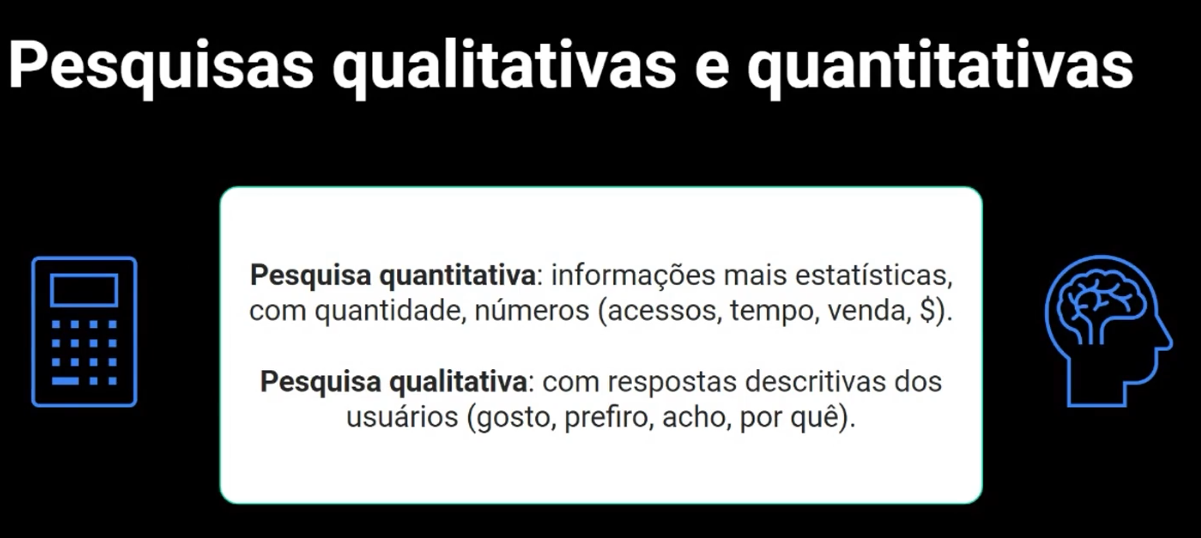 Pesquisas qualitativas e quantitativas
Pesquisa quantitativa: informações mais estatísticas,
com quantidade, números (acessos, tempo, venda, $).
Pesquisa qualitativa: com respostas descritivas dos
usuários (gosto, prefiro, acho, por quê).